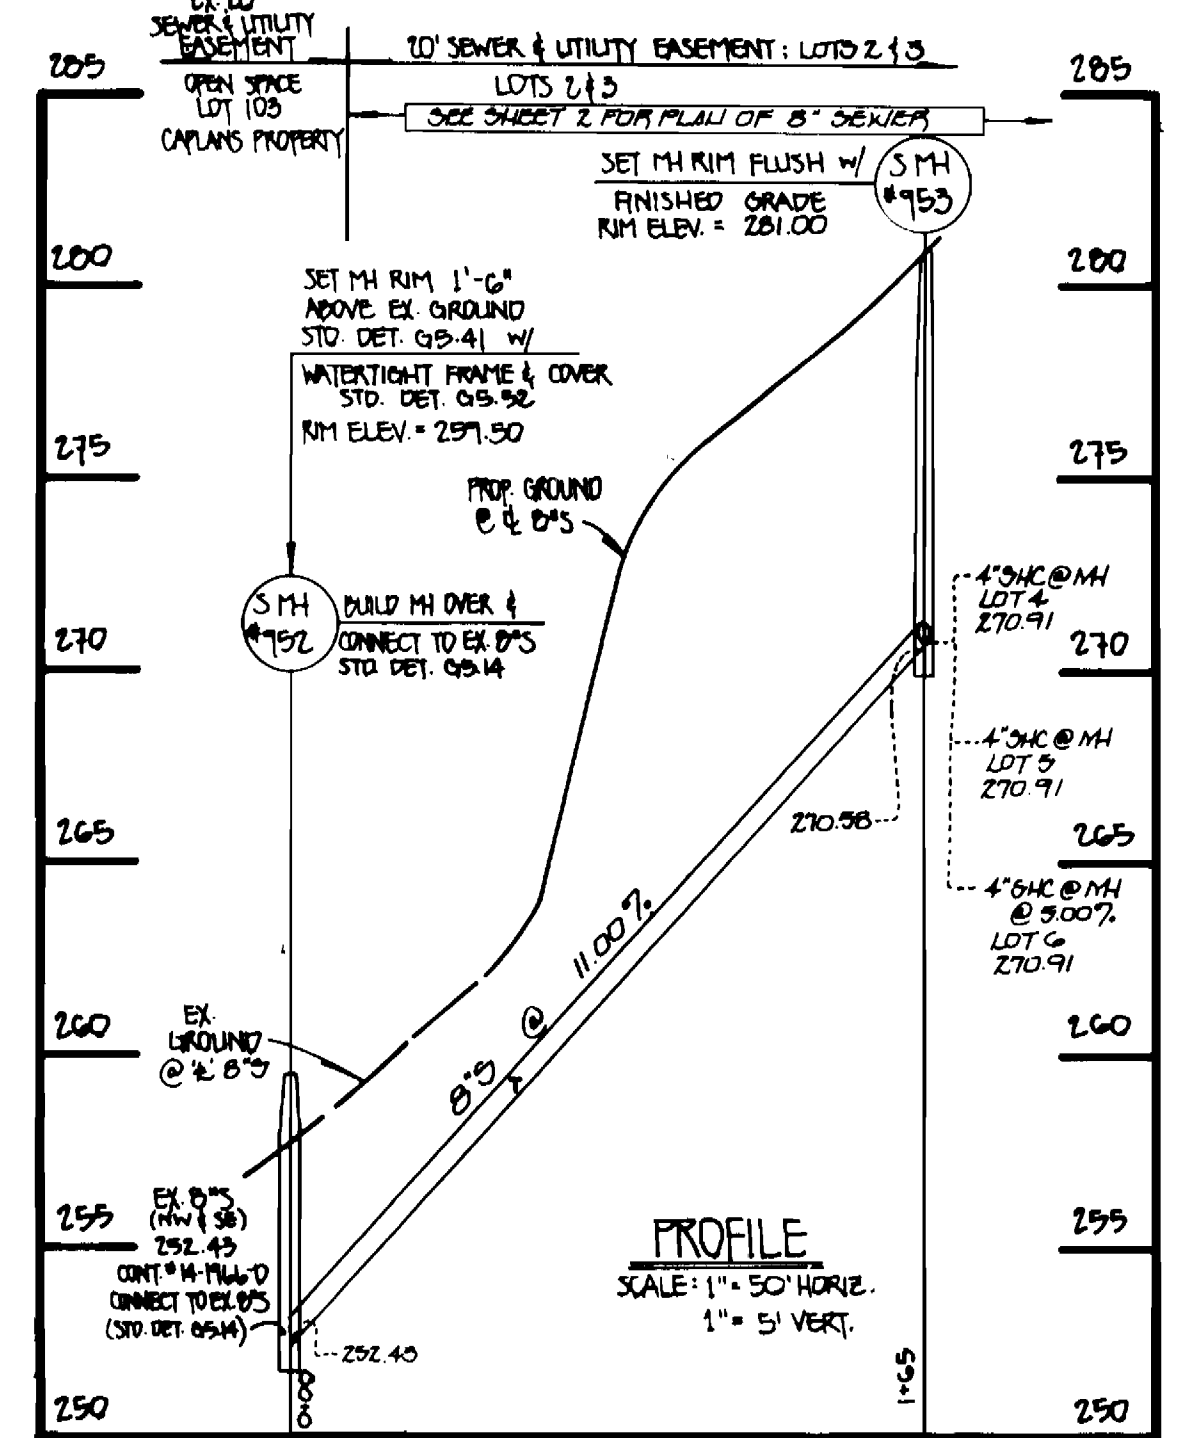 SEWER & UTILITY
EASEMENT
OPEN SPACE
LOT 103
CAPLANS PROPERTY
20' SEWER & UTILITY EASEMENT: LOTS 2 & 3
LOTS 2 & 3
SEE SHEET 2 FOR PLAN OF 8" SEWER
285
285
SET MH RIM FLUSH W/
FINISHED GRADE
RIM ELEV. = 281.00
SMH
#953
280
280
SET MH RIM 1'-6"
ABOVE EX. GROUND
STD. DET. G5.41 W/
WATERTIGHT FRAME & COVER
STD. DET. G5.52
RIM ELEV. = 259.50
275
275
PROP. GROUND
@ ℄ 8"S
SMH
#952
BUILD MH OVER &
CONNECT TO EX. 8"S
STD. DET. G5.14
270
270
4"SHC @ MH
LOT 4
270.91
4"SHC @ MH
LOT 5
270.91
270.58
265
265
4"SHC @ MH
@ 5.00%
LOT 6
270.91
8"S @ 11.00%
260
260
EX.
GROUND
@ ℄ 8"S
255
255
EX. 8"S
(NW & SE)
252.43
CONT. #14-1966-D
CONNECT TO EX. 8"S
(STD. DET. G5.14)
252.43
PROFILE
SCALE: 1" = 50' HORIZ.
1" = 5' VERT.
0+00
1+65
250
250